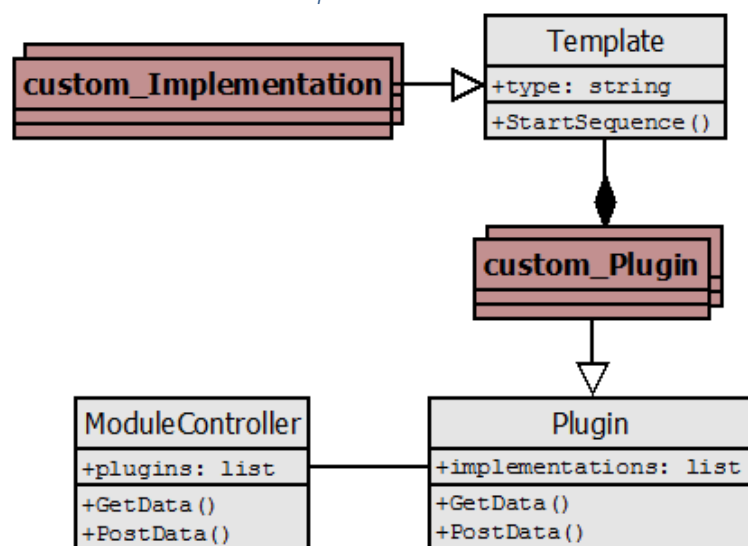 Template
custom_Implementation
+type: string
+StartSequence()
custom_Plugin
ModuleController
+plugins: list
+GetData()
+PostData()
Plugin
+implementations: list
+GetData()
+PostData()